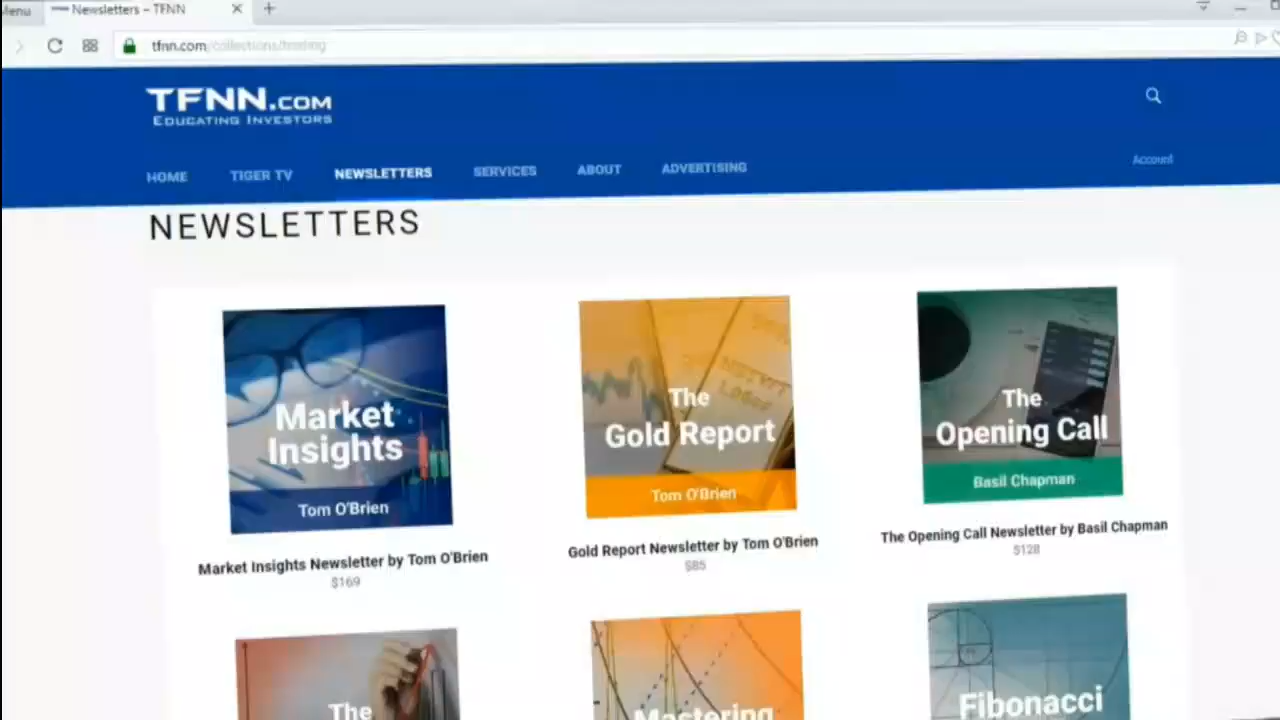 Menu
Newsletters – TFNN
tfnn.com/collections/trading
TFNN.COM
EDUCATING INVESTORS
HOME
TIGER TV
NEWSLETTERS
SERVICES
ABOUT
ADVERTISING
Account
NEWSLETTERS
Market
Insights
Tom O'Brien
Market Insights Newsletter by Tom O'Brien
$169
The
Gold Report
Tom O'Brien
Gold Report Newsletter by Tom O'Brien
$85
The
Opening Call
Basil Chapman
The Opening Call Newsletter by Basil Chapman
$128
The
Mastering
Fibonacci